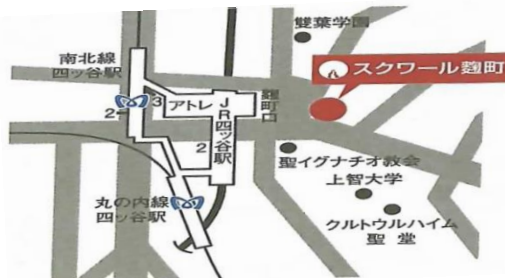 雙葉学園
南北線
四ッ谷駅
スクワール麴町
3
アトレ
JR四ッ谷駅
麴町口
2
2
聖イグナチオ教会
上智大学
丸の内線
四ッ谷駅
クルトゥルハイム
聖堂